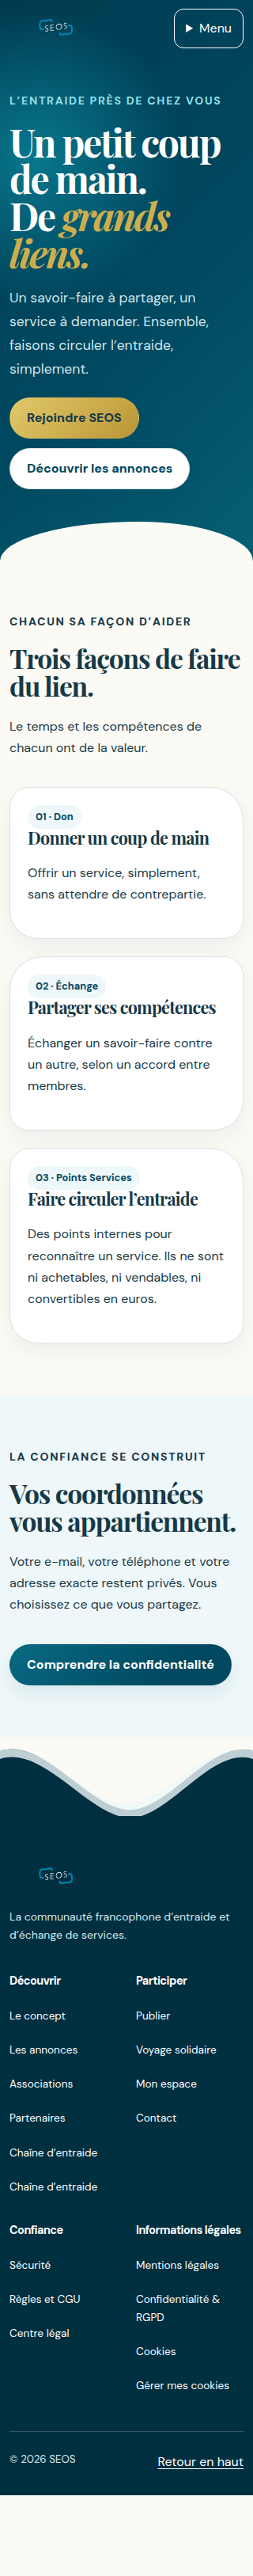 SEOS
▶ Menu
L’ENTRAIDE PRÈS DE CHEZ VOUS
Un petit coup
de main.
De grands
liens.
Un savoir-faire à partager, un
service à demander. Ensemble,
faisons circuler l’entraide,
simplement.
Rejoindre SEOS
Découvrir les annonces
CHACUN SA FAÇON D’AIDER
Trois façons de faire
du lien.
Le temps et les compétences de
chacun ont de la valeur.
01 · Don
Donner un coup de main
Offrir un service, simplement,
sans attendre de contrepartie.
02 · Échange
Partager ses compétences
Échanger un savoir-faire contre
un autre, selon un accord entre
membres.
03 · Points Services
Faire circuler l’entraide
Des points internes pour
reconnaître un service. Ils ne sont
ni achetables, ni vendables, ni
convertibles en euros.
LA CONFIANCE SE CONSTRUIT
Vos coordonnées
vous appartiennent.
Votre e-mail, votre téléphone et votre
adresse exacte restent privés. Vous
choisissez ce que vous partagez.
Comprendre la confidentialité
SEOS
La communauté francophone d’entraide et
d’échange de services.
Découvrir
Le concept
Les annonces
Associations
Partenaires
Chaîne d’entraide
Chaîne d’entraide
Participer
Publier
Voyage solidaire
Mon espace
Contact
Confiance
Sécurité
Règles et CGU
Centre légal
Informations légales
Mentions légales
Confidentialité &
RGPD
Cookies
Gérer mes cookies
© 2026 SEOS
Retour en haut